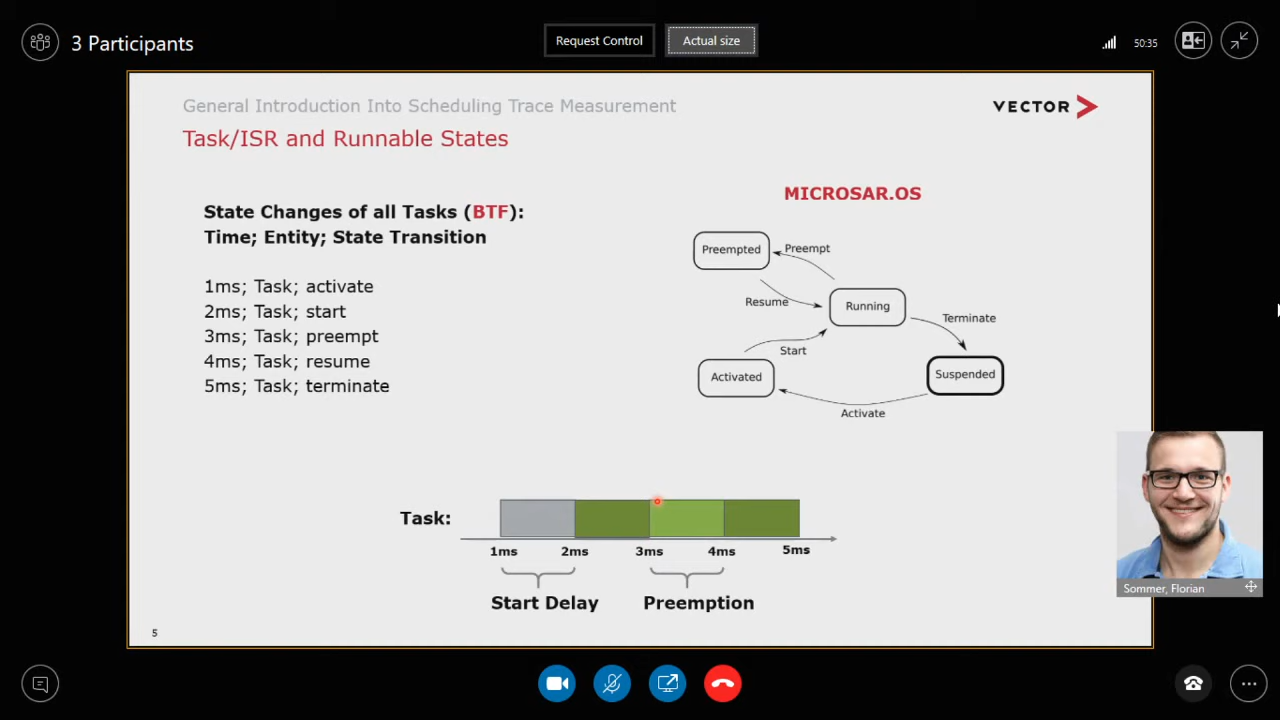 3 Participants
Request Control
Actual size
50:35
General Introduction Into Scheduling Trace Measurement
VECTOR
Task/ISR and Runnable States
MICROSAR.OS
State Changes of all Tasks (BTF):
Time; Entity; State Transition
1ms; Task; activate
2ms; Task; start
3ms; Task; preempt
4ms; Task; resume
5ms; Task; terminate
Preempted
Preempt
Resume
Running
Terminate
Start
Activated
Suspended
Activate
Task:
1ms 2ms 3ms 4ms 5ms
Start Delay
Preemption
Sommer, Florian
5